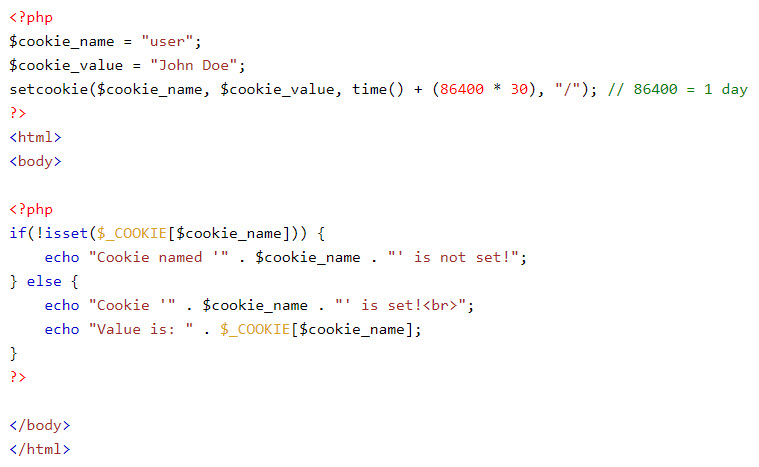 <?php
$cookie_name = "user";
$cookie_value = "John Doe";
setcookie($cookie_name, $cookie_value, time() + (86400 * 30), "/"); // 86400 = 1 day
?>
<html>
<body>

<?php
if(!isset($_COOKIE[$cookie_name])) {
    echo "Cookie named '" . $cookie_name . "' is not set!";
} else {
    echo "Cookie '" . $cookie_name . "' is set!<br>";
    echo "Value is: " . $_COOKIE[$cookie_name];
}
?>

</body>
</html>